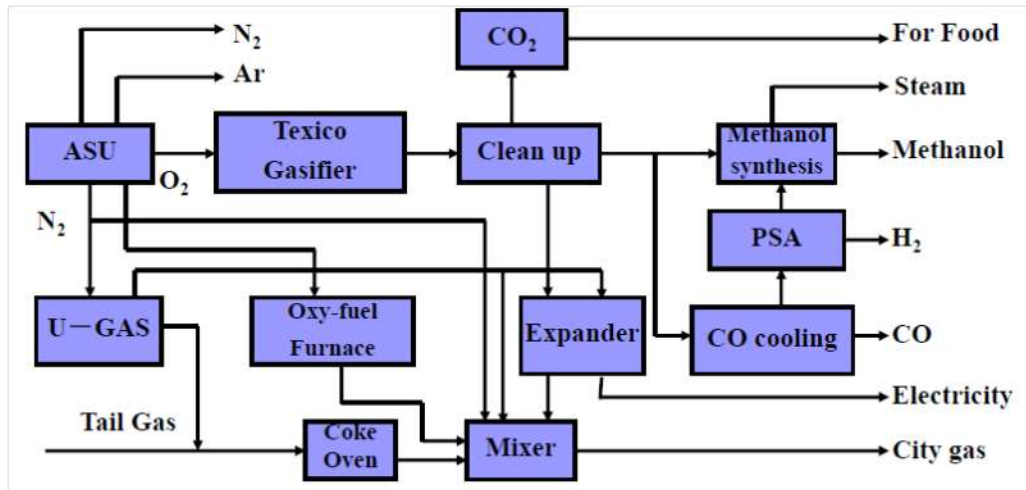 N₂
CO₂
For Food
Ar
Steam
ASU
Texico
Gasifier
Clean up
Methanol
synthesis
Methanol
O₂
N₂
PSA
H₂
U－GAS
Oxy-fuel
Furnace
Expander
CO cooling
CO
Electricity
Tail Gas
Coke
Oven
Mixer
City gas